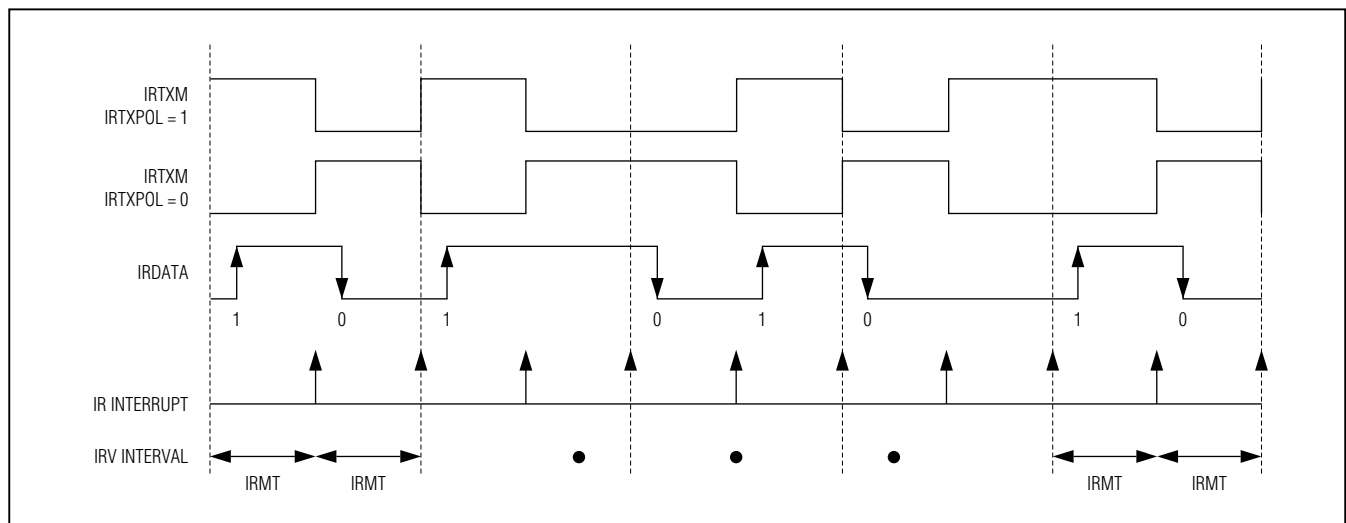 IRTXM
IRTXPOL = 1
IRTXM
IRTXPOL = 0
IRDATA
1 0 1 0 1 0 1 0
IR INTERRUPT
IRV INTERVAL
IRMT IRMT IRMT IRMT